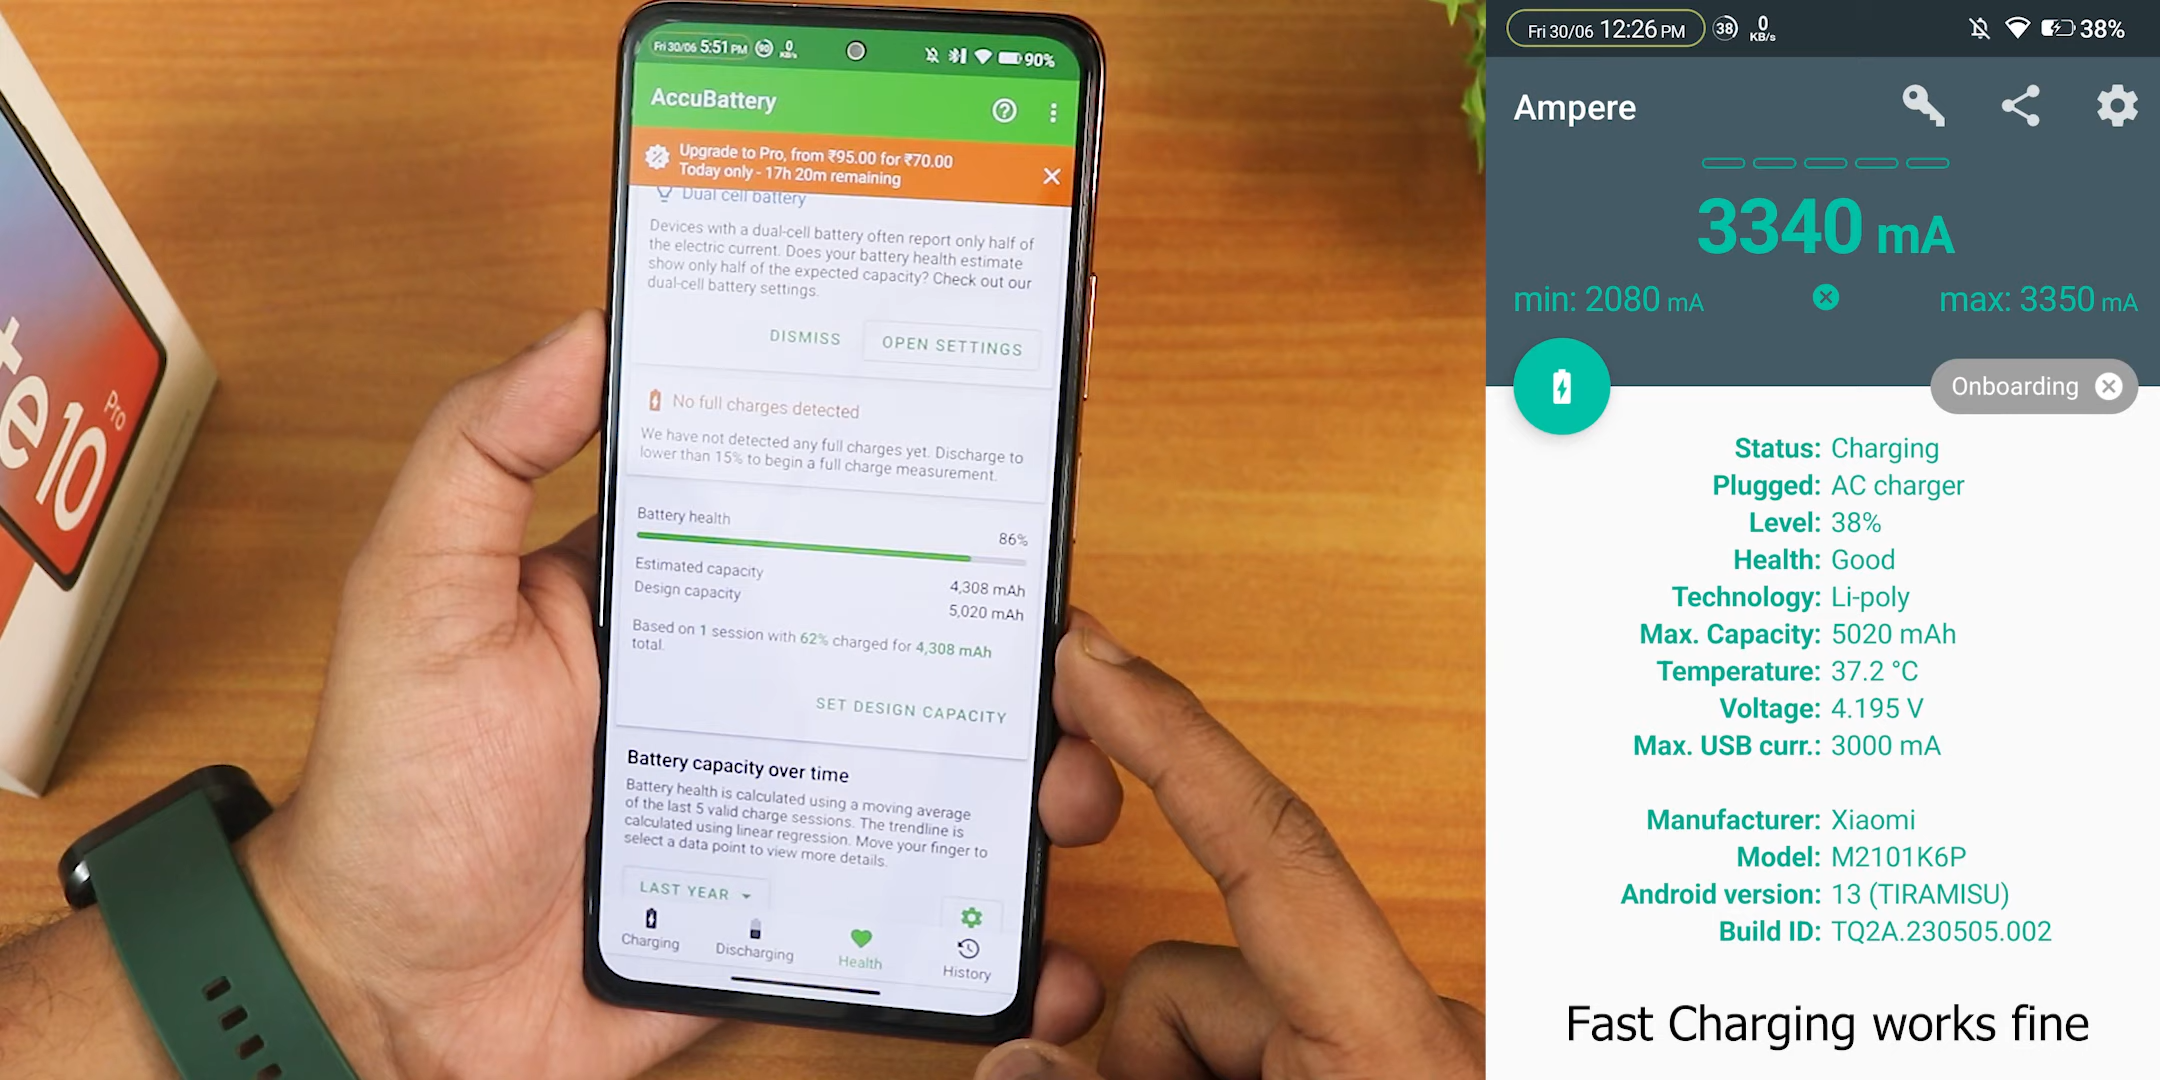 e10
Pro
Fri 30/06 5:51 PM 90 0 KB/s 90%
AccuBattery
Upgrade to Pro, from ₹95.00 for ₹70.00
Today only - 17h 20m remaining
Dual cell battery
Devices with a dual-cell battery often report only half of
the electric current. Does your battery health estimate
show only half of the expected capacity? Check out our
dual-cell battery settings.
DISMISS OPEN SETTINGS
No full charges detected
We have not detected any full charges yet. Discharge to
lower than 15% to begin a full charge measurement.
Battery health
86%
Estimated capacity 4,308 mAh
Design capacity 5,020 mAh
Based on 1 session with 62% charged for 4,308 mAh
total.
SET DESIGN CAPACITY
Battery capacity over time
Battery health is calculated using a moving average
of the last 5 valid charge sessions. The trendline is
calculated using linear regression. Move your finger to
select a data point to view more details.
LAST YEAR
Charging Discharging Health History
Fri 30/06 12:26 PM 38 0 KB/s 38%
Ampere
3340 mA
min: 2080 mA max: 3350 mA
Onboarding
Status: Charging
Plugged: AC charger
Level: 38%
Health: Good
Technology: Li-poly
Max. Capacity: 5020 mAh
Temperature: 37.2 °C
Voltage: 4.195 V
Max. USB curr.: 3000 mA
Manufacturer: Xiaomi
Model: M2101K6P
Android version: 13 (TIRAMISU)
Build ID: TQ2A.230505.002
Fast Charging works fine